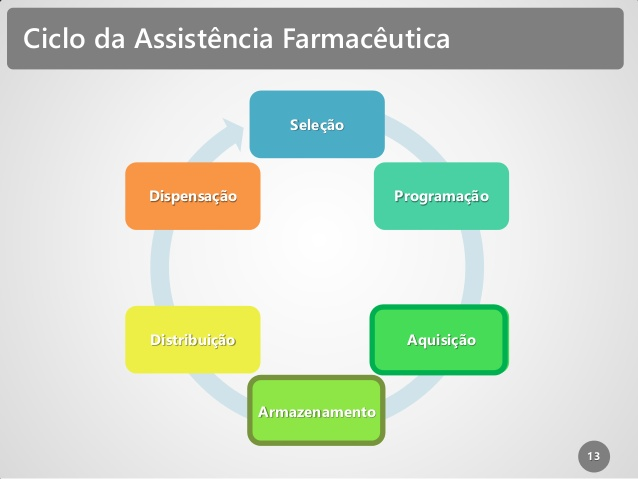 Ciclo da Assistência Farmacêutica
Seleção
Programação
Aquisição
Armazenamento
Distribuição
Dispensação
13